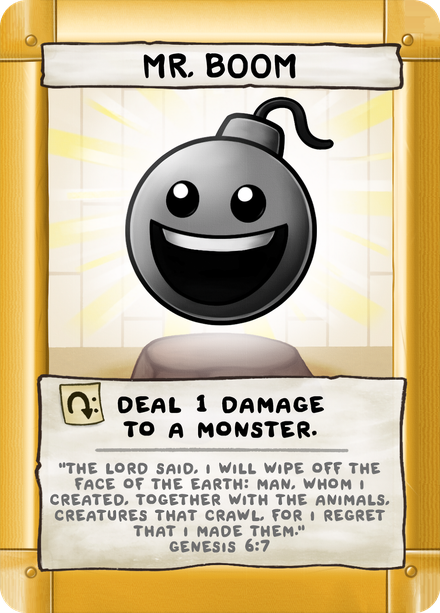 MR. BOOM
DEAL 1 DAMAGE
TO A MONSTER.
"THE LORD SAID, I WILL WIPE OFF THE
FACE OF THE EARTH: MAN, WHOM I
CREATED, TOGETHER WITH THE ANIMALS,
CREATURES THAT CRAWL, FOR I REGRET
THAT I MADE THEM."
GENESIS 6:7